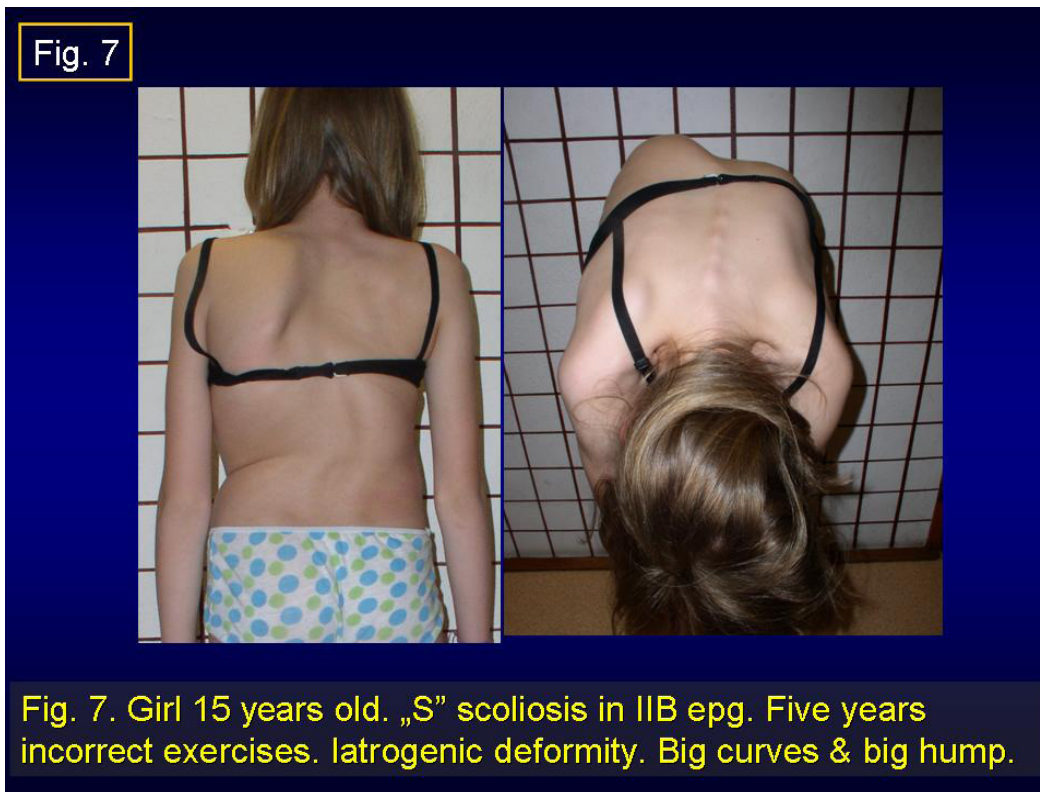 Fig. 7
Fig. 7. Girl 15 years old. „S” scoliosis in IIB epg. Five years
incorrect exercises. Iatrogenic deformity. Big curves & big hump.